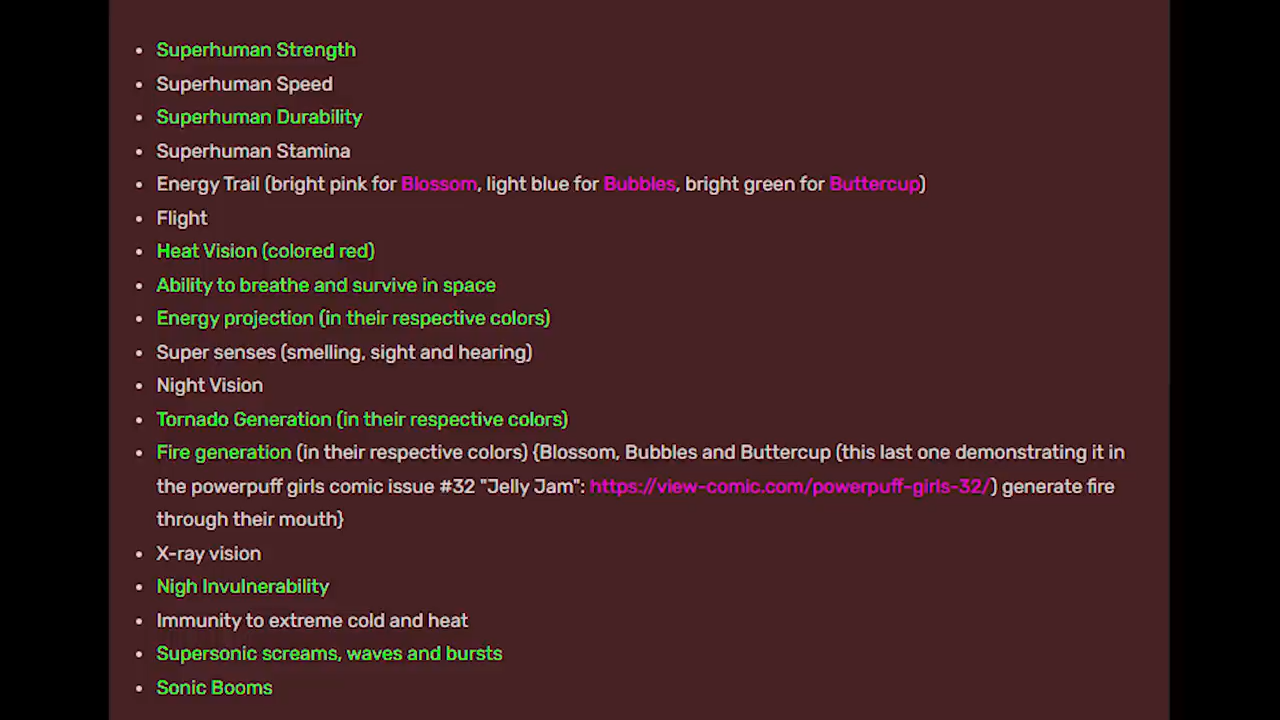 • Superhuman Strength
• Superhuman Speed
• Superhuman Durability
• Superhuman Stamina
• Energy Trail (bright pink for Blossom, light blue for Bubbles, bright green for Buttercup)
• Flight
• Heat Vision (colored red)
• Ability to breathe and survive in space
• Energy projection (in their respective colors)
• Super senses (smelling, sight and hearing)
• Night Vision
• Tornado Generation (in their respective colors)
• Fire generation (in their respective colors) {Blossom, Bubbles and Buttercup (this last one demonstrating it in
the powerpuff girls comic issue #32 "Jelly Jam": https://view-comic.com/powerpuff-girls-32/) generate fire
through their mouth}
• X-ray vision
• Nigh Invulnerability
• Immunity to extreme cold and heat
• Supersonic screams, waves and bursts
• Sonic Booms